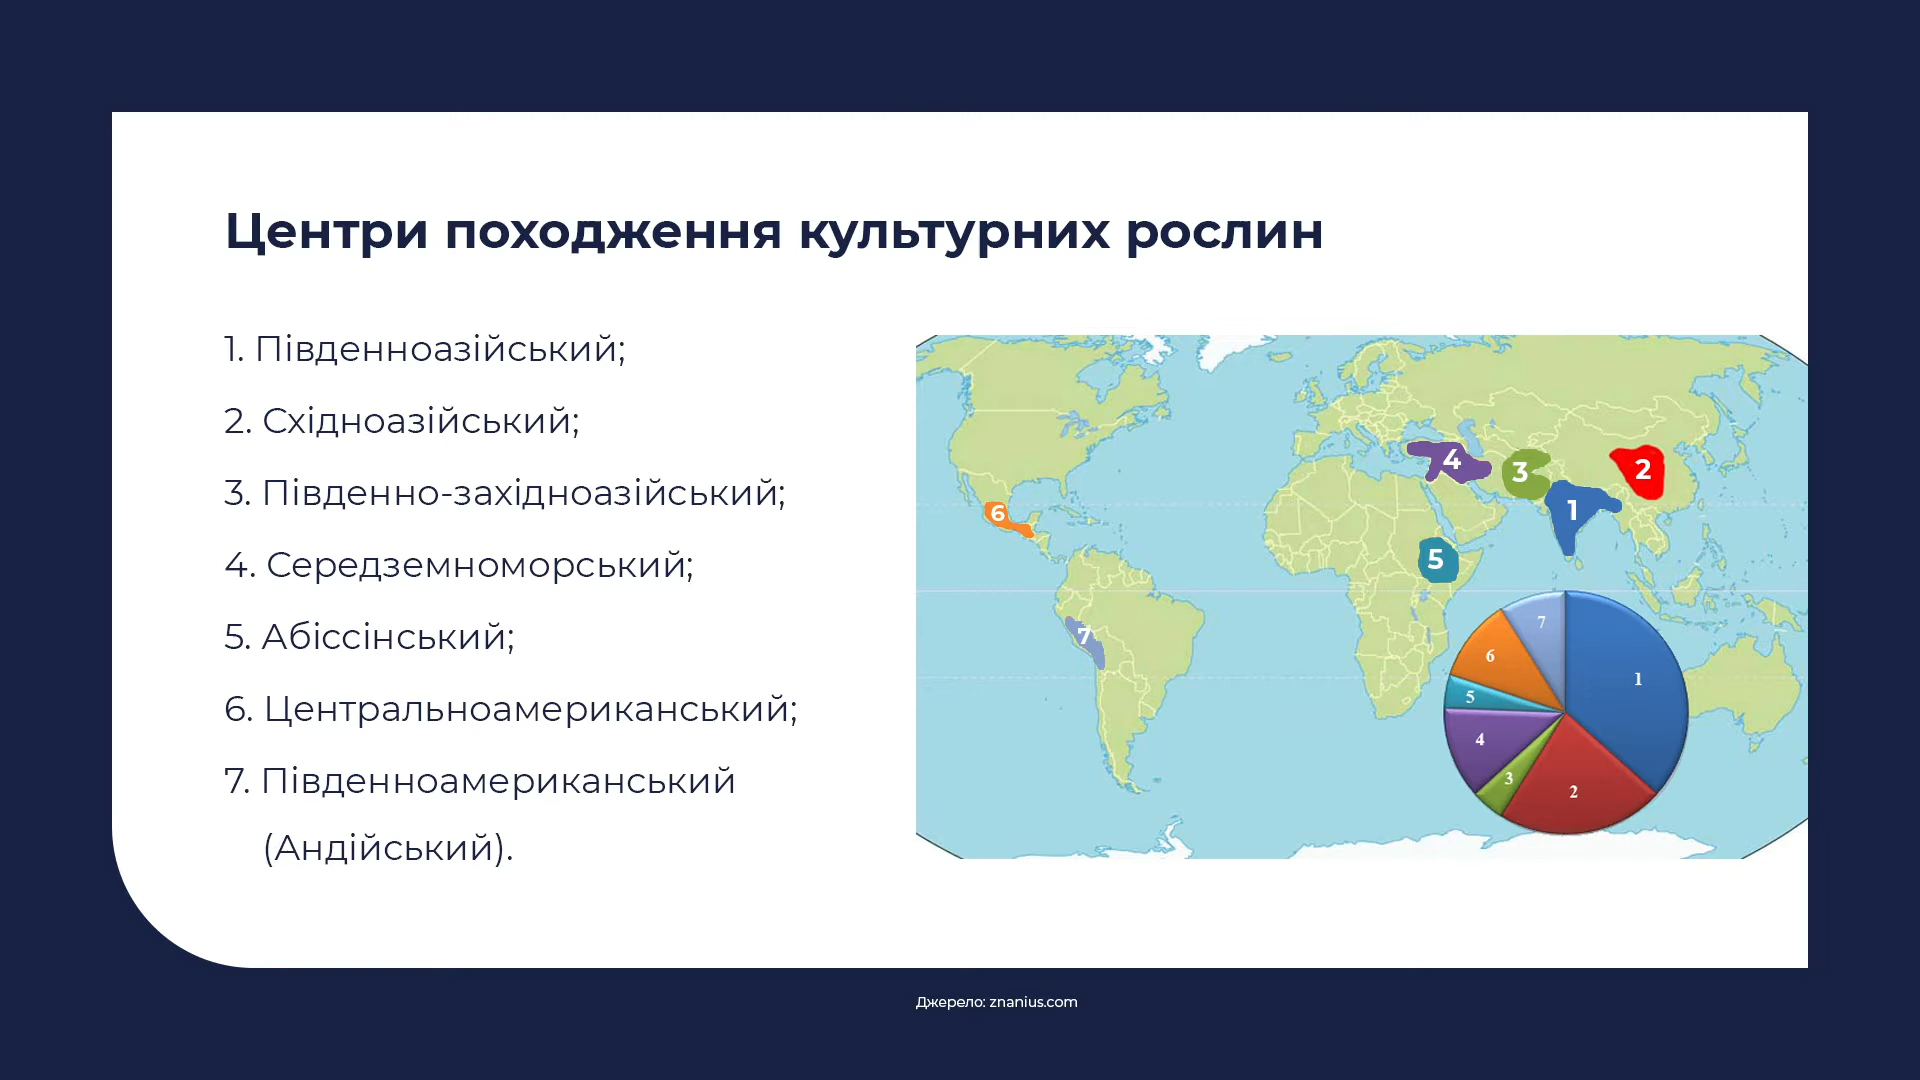 Центри походження культурних рослин
1. Південноазійський;
2. Східноазійський;
3. Південно-західноазійський;
4. Середземноморський;
5. Абіссінський;
6. Центральноамериканський;
7. Південноамериканський
(Андійський).
4
3
2
1
6
5
7
7
1
6
5
4
3
2
Джерело: znanius.com